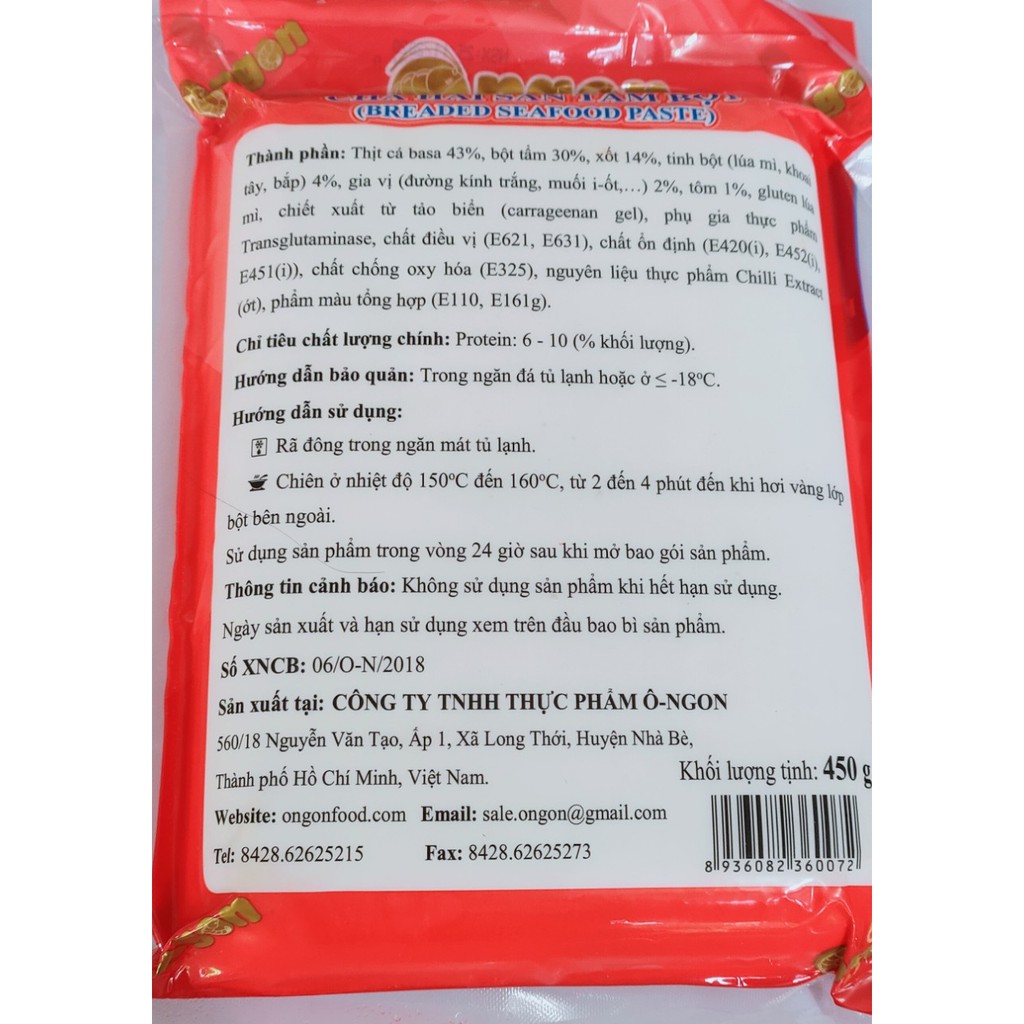 CHẢ HẢI SẢN TẨM BỘT
(BREADED SEAFOOD PASTE)
Thành phần: Thịt cá basa 43%, bột tẩm 30%, xốt 14%, tinh bột (lúa mì, khoai
tây, bắp) 4%, gia vị (đường kính trắng, muối i-ốt,...) 2%, tôm 1%, gluten lúa
mì, chiết xuất từ tảo biển (carrageenan gel), phụ gia thực phẩm
Transglutaminase, chất điều vị (E621, E631), chất ổn định (E420(i), E452(i),
E451(i)), chất chống oxy hóa (E325), nguyên liệu thực phẩm Chilli Extract
(ớt), phẩm màu tổng hợp (E110, E161g).
Chỉ tiêu chất lượng chính: Protein: 6 - 10 (% khối lượng).
Hướng dẫn bảo quản: Trong ngăn đá tủ lạnh hoặc ở ≤ -18ºC.
Hướng dẫn sử dụng:
Rã đông trong ngăn mát tủ lạnh.
Chiên ở nhiệt độ 150ºC đến 160ºC, từ 2 đến 4 phút đến khi hơi vàng lớp
bột bên ngoài.
Sử dụng sản phẩm trong vòng 24 giờ sau khi mở bao gói sản phẩm.
Thông tin cảnh báo: Không sử dụng sản phẩm khi hết hạn sử dụng.
Ngày sản xuất và hạn sử dụng xem trên đầu bao bì sản phẩm.
Số XNCB: 06/O-N/2018
Sản xuất tại: CÔNG TY TNHH THỰC PHẨM Ô-NGON
560/18 Nguyễn Văn Tạo, Ấp 1, Xã Long Thới, Huyện Nhà Bè,
Thành phố Hồ Chí Minh, Việt Nam.
Khối lượng tịnh: 450 g
Website: ongonfood.com Email: sale.ongon@gmail.com
Tel: 8428.62625215 Fax: 8428.62625273
8 936082 360072